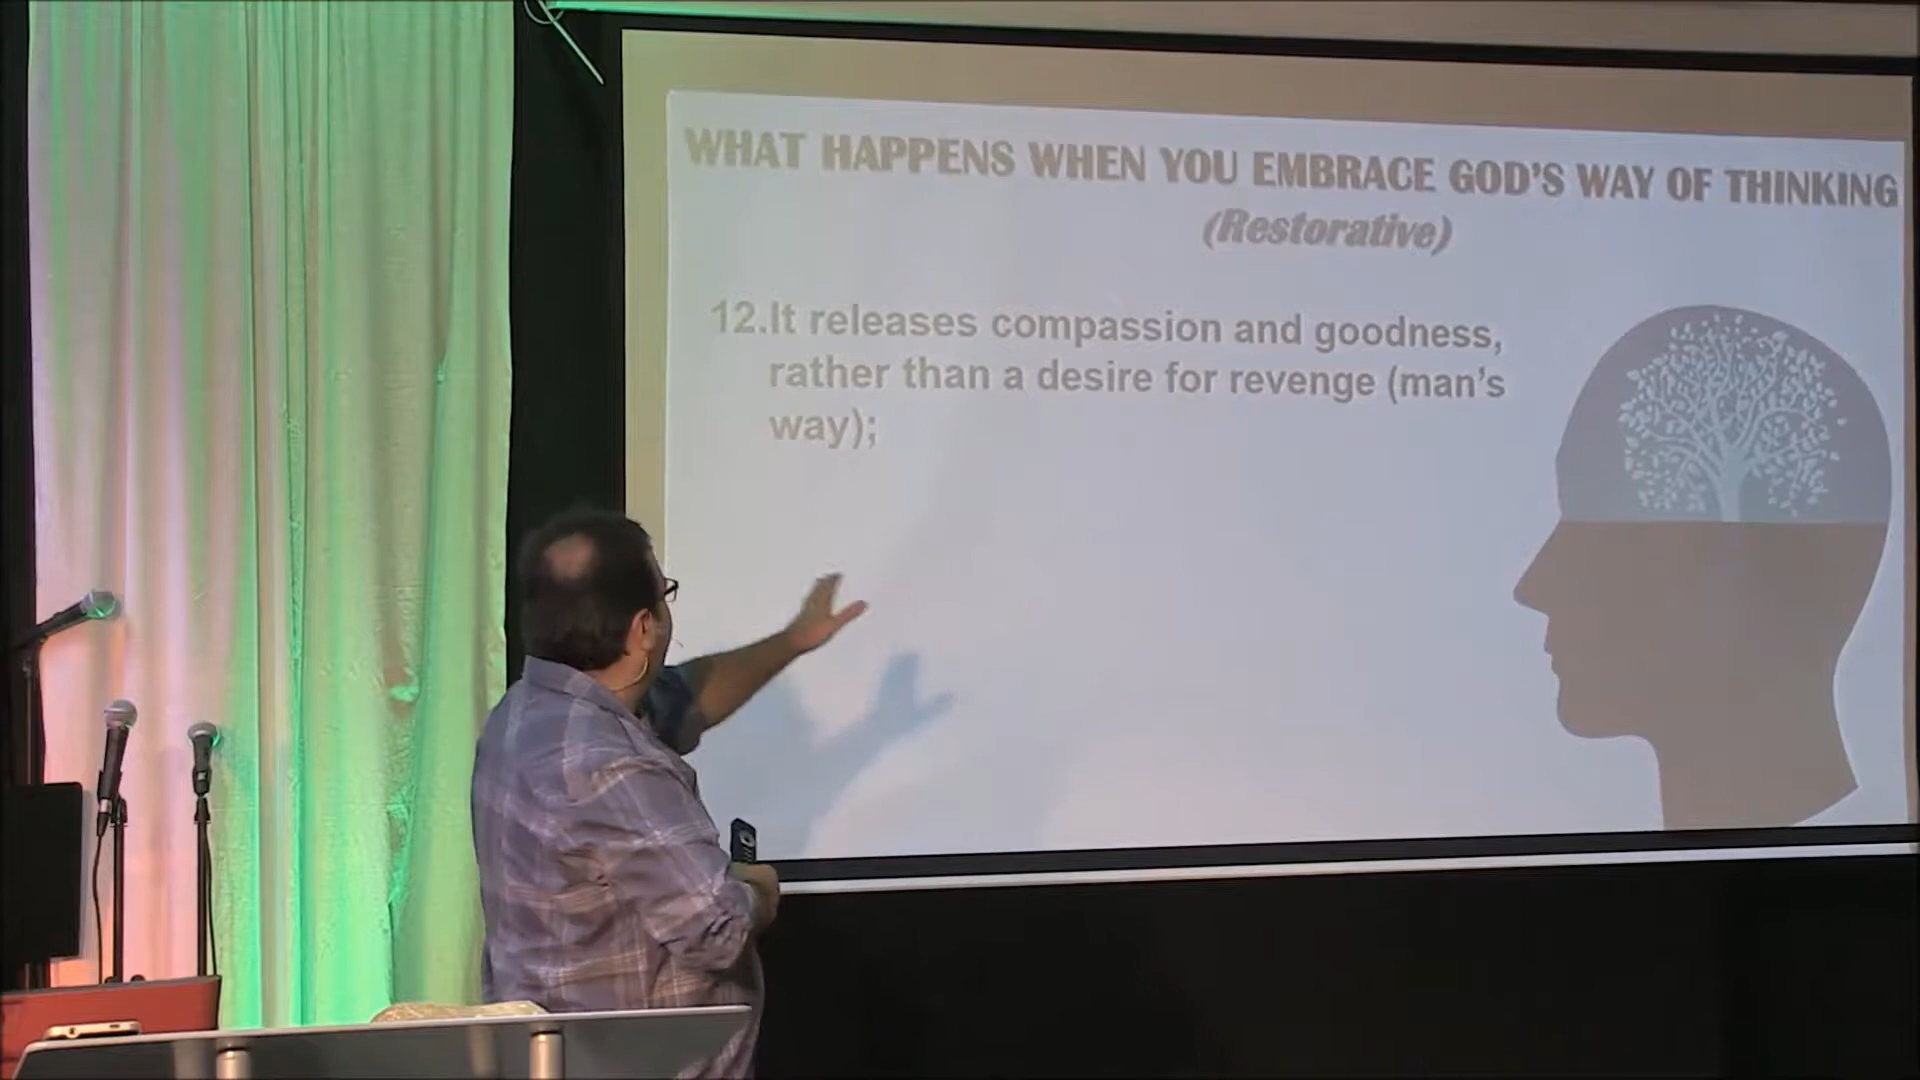 WHAT HAPPENS WHEN YOU EMBRACE GOD'S WAY OF THINKING
(Restorative)
12.It releases compassion and goodness,
rather than a desire for revenge (man's
way);